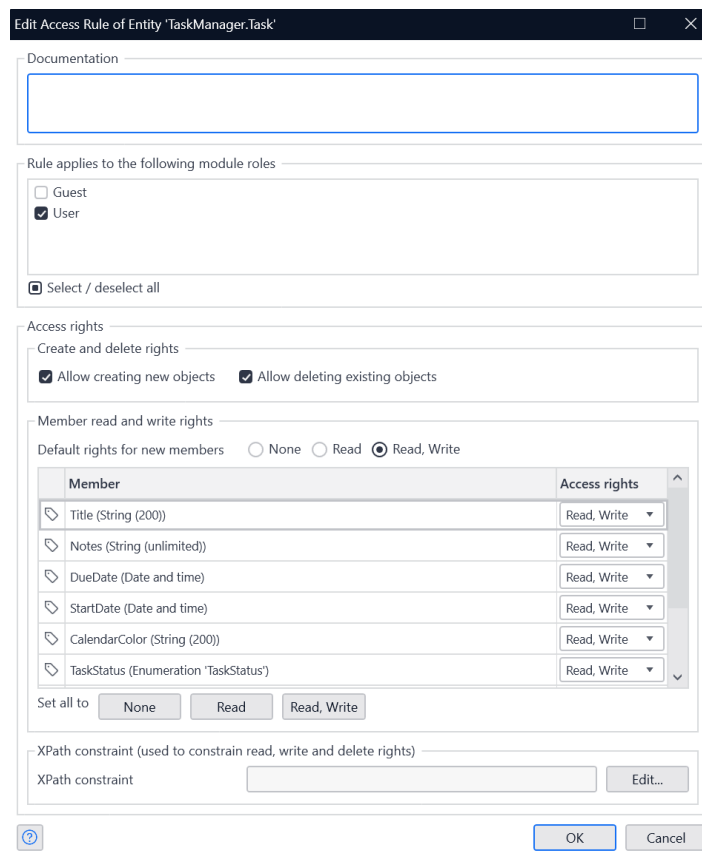 Edit Access Rule of Entity 'TaskManager.Task'
Documentation
Rule applies to the following module roles
Guest
User
Select / deselect all
Access rights
Create and delete rights
Allow creating new objects Allow deleting existing objects
Member read and write rights
Default rights for new members None Read Read, Write
Member Access rights
Title (String (200)) Read, Write
Notes (String (unlimited)) Read, Write
DueDate (Date and time) Read, Write
StartDate (Date and time) Read, Write
CalendarColor (String (200)) Read, Write
TaskStatus (Enumeration 'TaskStatus') Read, Write
Set all to None Read Read, Write
XPath constraint (used to constrain read, write and delete rights)
XPath constraint Edit...
? OK Cancel